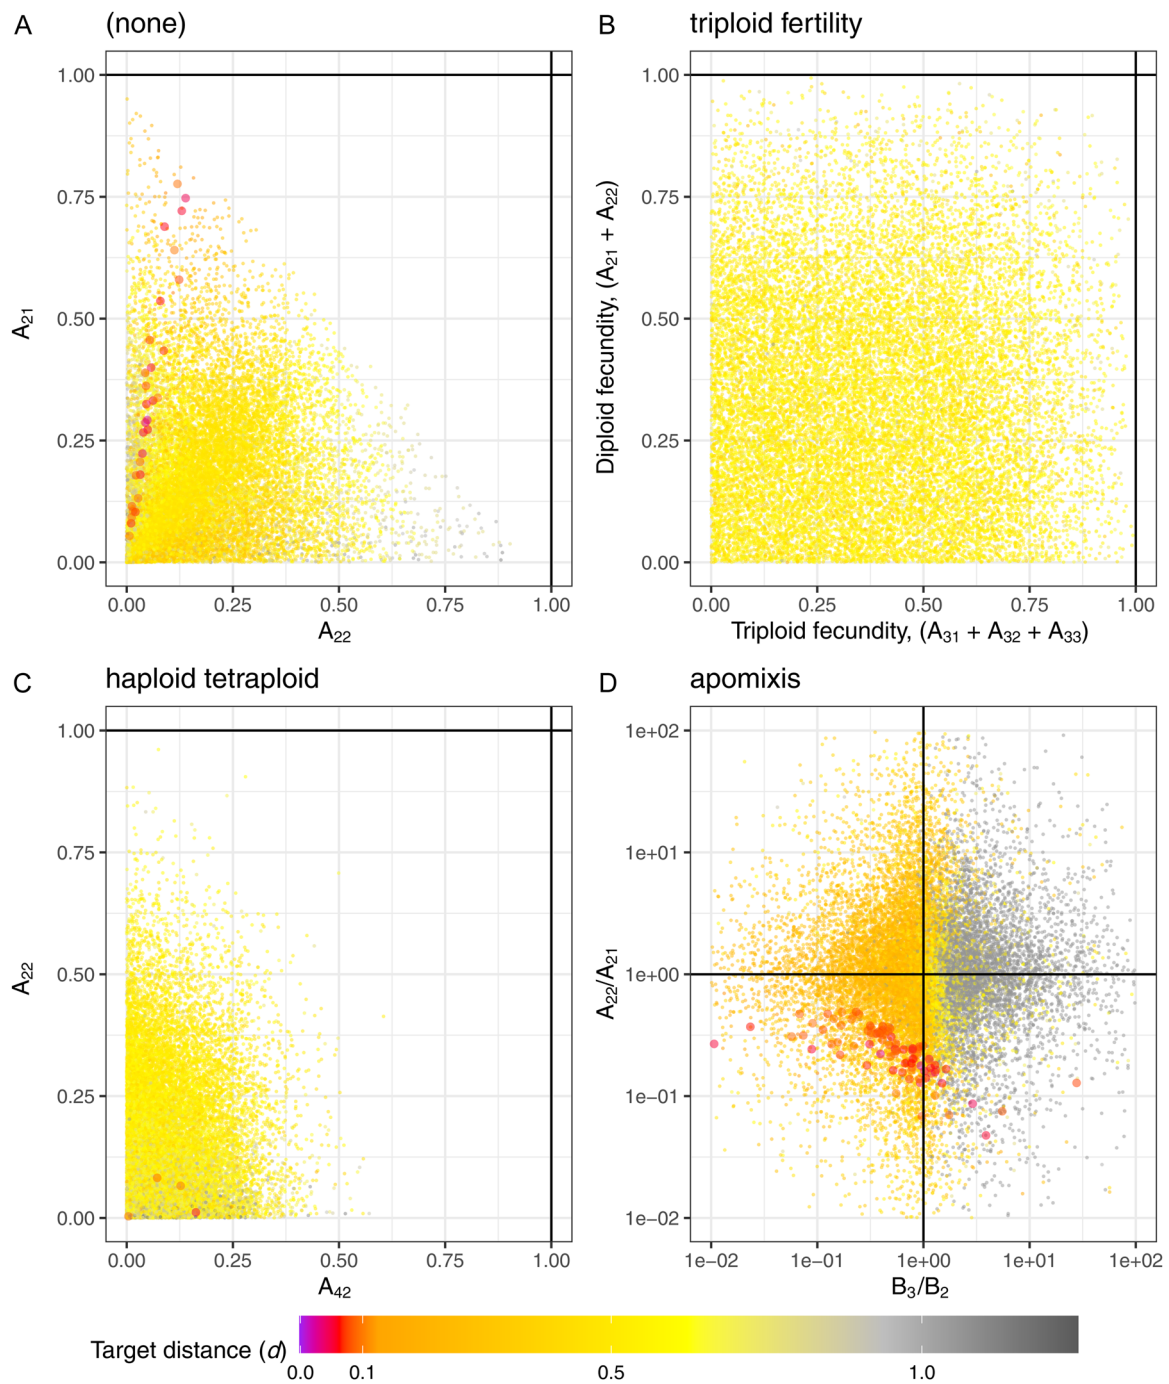 A (none)
1.00
0.75
0.50
0.25
0.00
A21
0.00 0.25 0.50 0.75 1.00
A22
B triploid fertility
1.00
0.75
0.50
0.25
0.00
Diploid fecundity, (A21 + A22)
0.00 0.25 0.50 0.75 1.00
Triploid fecundity, (A31 + A32 + A33)
C haploid tetraploid
1.00
0.75
0.50
0.25
0.00
A22
0.00 0.25 0.50 0.75 1.00
A42
D apomixis
1e+02
1e+01
1e+00
1e−01
1e−02
A22/A21
1e−02 1e−01 1e+00 1e+01 1e+02
B3/B2
Target distance (d)
0.0 0.1 0.5 1.0